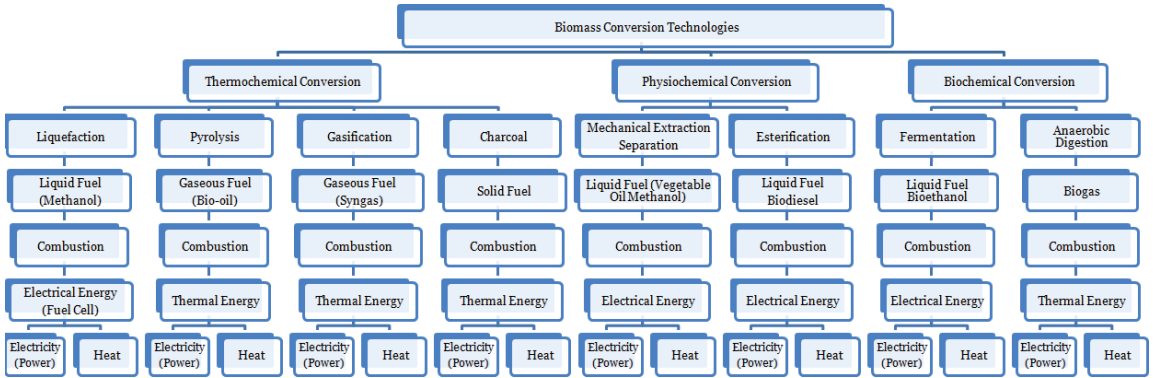 Biomass Conversion Technologies
Thermochemical Conversion
Physiochemical Conversion
Biochemical Conversion
Liquefaction
Pyrolysis
Gasification
Charcoal
Mechanical Extraction
Separation
Esterification
Fermentation
Anaerobic
Digestion
Liquid Fuel
(Methanol)
Gaseous Fuel
(Bio-oil)
Gaseous Fuel
(Syngas)
Solid Fuel
Liquid Fuel (Vegetable
Oil Methanol)
Liquid Fuel
Biodiesel
Liquid Fuel
Bioethanol
Biogas
Combustion
Combustion
Combustion
Combustion
Combustion
Combustion
Combustion
Combustion
Electrical Energy
(Fuel Cell)
Thermal Energy
Thermal Energy
Thermal Energy
Electrical Energy
Electrical Energy
Electrical Energy
Thermal Energy
Electricity
(Power)
Heat
Electricity
(Power)
Heat
Electricity
(Power)
Heat
Electricity
(Power)
Heat
Electricity
(Power)
Heat
Electricity
(Power)
Heat
Electricity
(Power)
Heat
Electricity
(Power)
Heat